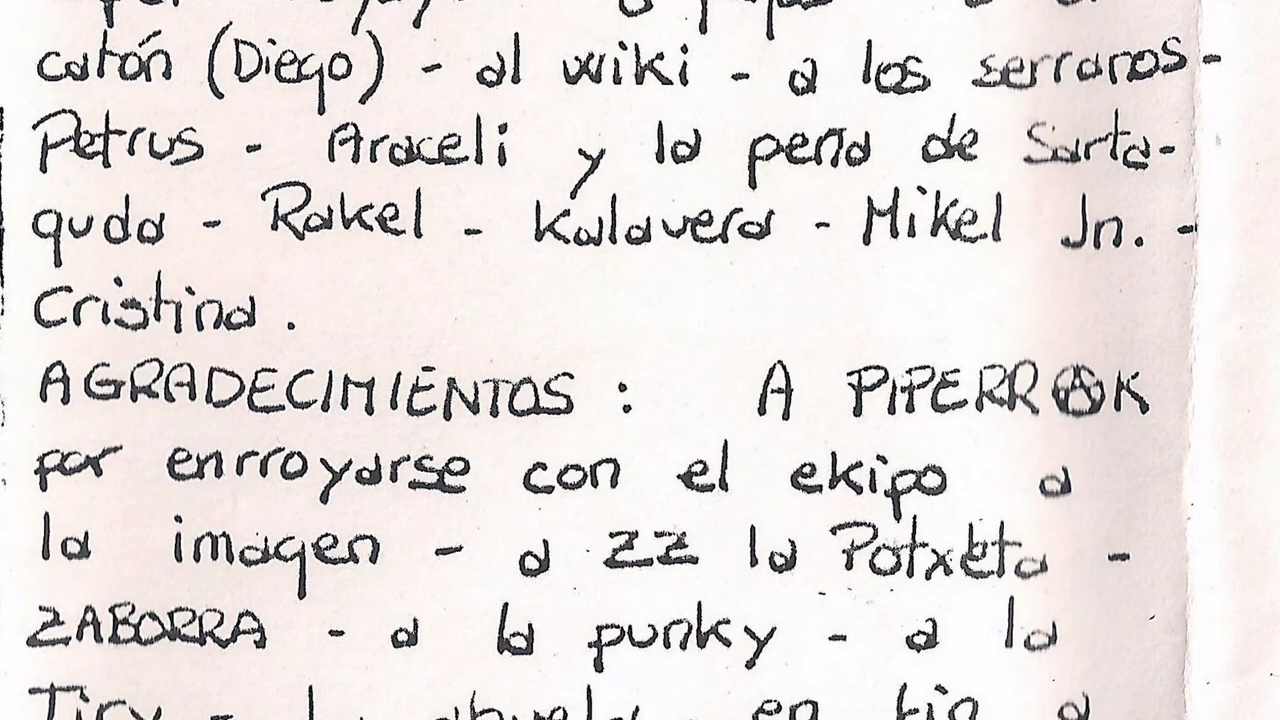 catón (Diego) - al wiki - a los serranos-
Petrus - Araceli y la peña de Sarta-
guda - Rakel - Kalavera - Mikel Jn. -
Cristina.
AGRADECIMIENTOS: A PIPERRAK
por enrroyarse con el ekipo a
la imagen - a ZZ la Potxeta -
ZABORRA - a la punky - a la